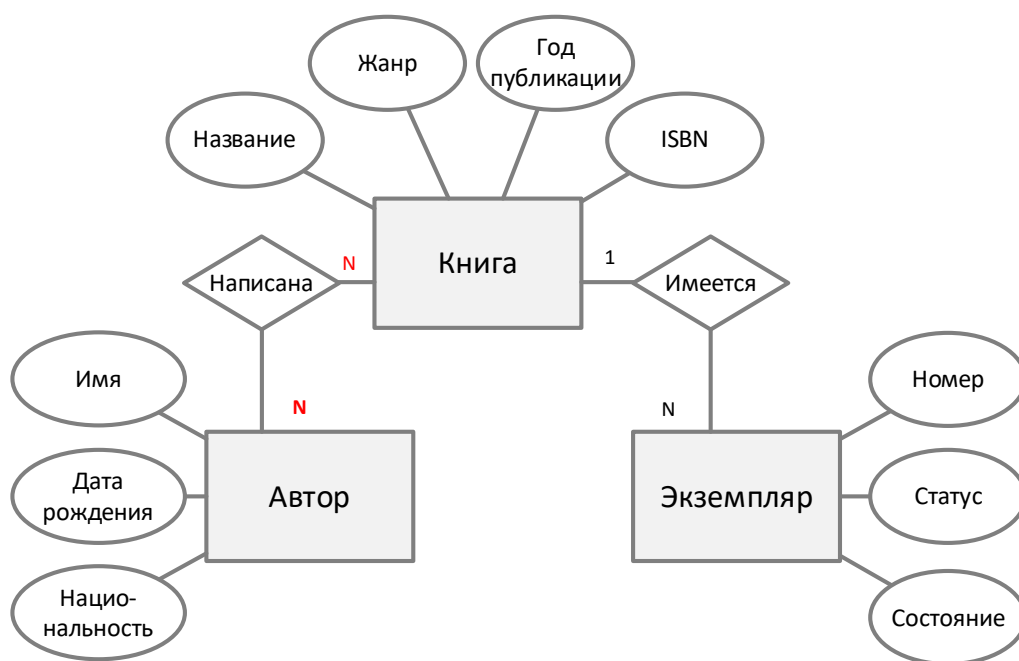 Год
публикации
Жанр
Название
ISBN
Книга
Написана
N
1
Имеется
Имя
Номер
N
N
Дата
рождения
Автор
Экземпляр
Статус
Нацио-
нальность
Состояние